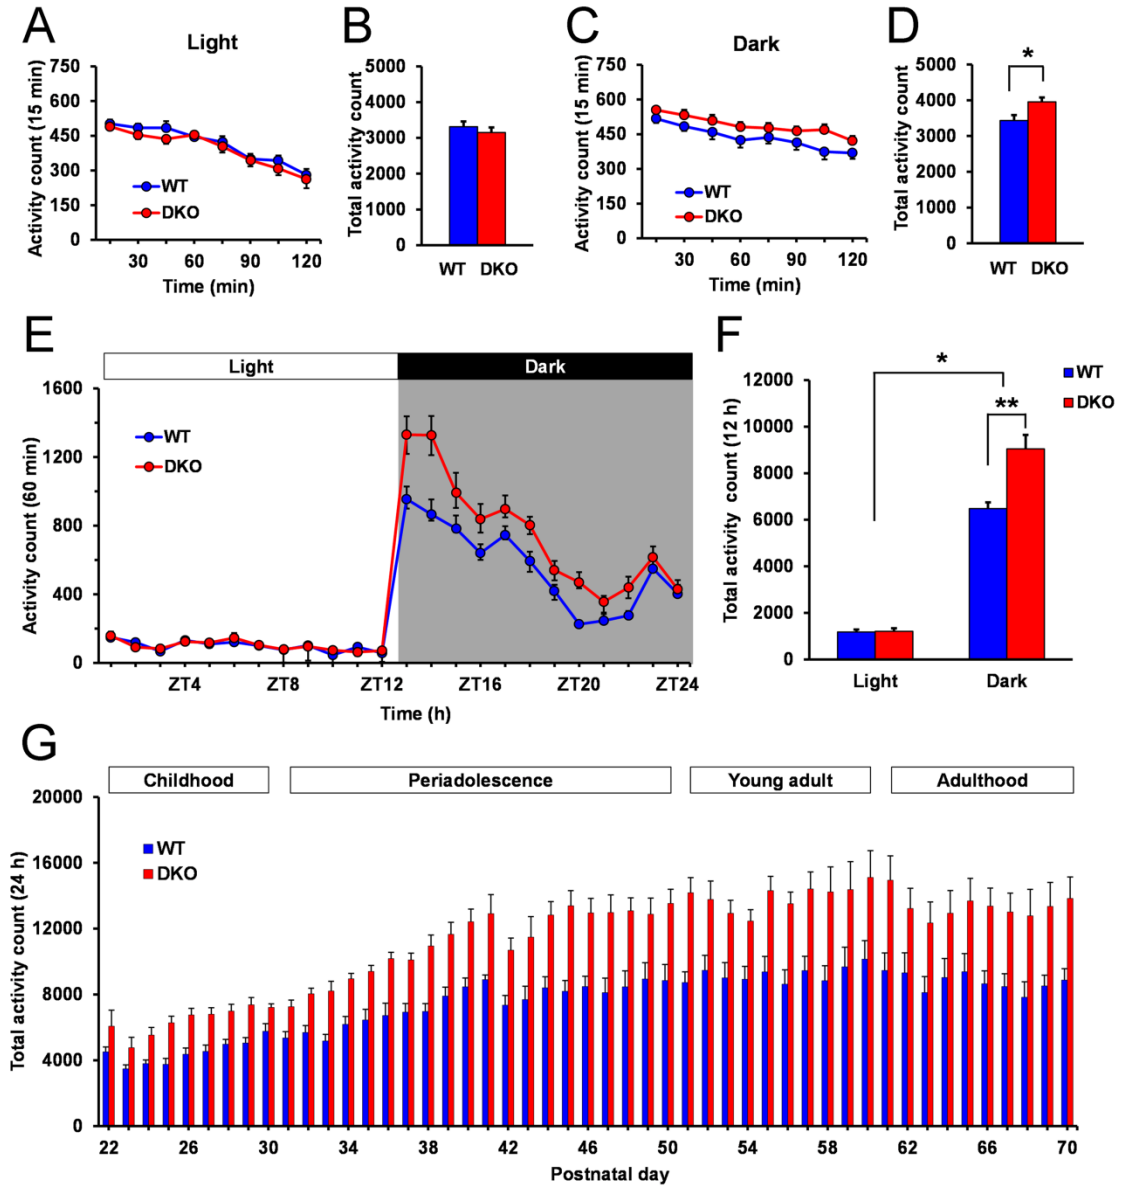 A
Light
Activity count (15 min)
750
600
450
300
150
0
WT
DKO
30
60
90
120
Time (min)
B
Total activity count
5000
4000
3000
2000
1000
0
WT
DKO
C
Dark
Activity count (15 min)
750
600
450
300
150
0
WT
DKO
30
60
90
120
Time (min)
D
Total activity count
5000
4000
3000
2000
1000
0
*
WT
DKO
E
Light
Dark
Activity count (60 min)
1600
1200
800
400
0
WT
DKO
ZT4
ZT8
ZT12
ZT16
ZT20
ZT24
Time (h)
F
WT
DKO
Total activity count (12 h)
12000
10000
8000
6000
4000
2000
0
*
**
Light
Dark
G
Childhood
Periadolescence
Young adult
Adulthood
Total activity count (24 h)
20000
16000
12000
8000
4000
0
WT
DKO
22
26
30
34
38
42
46
50
54
58
62
66
70
Postnatal day